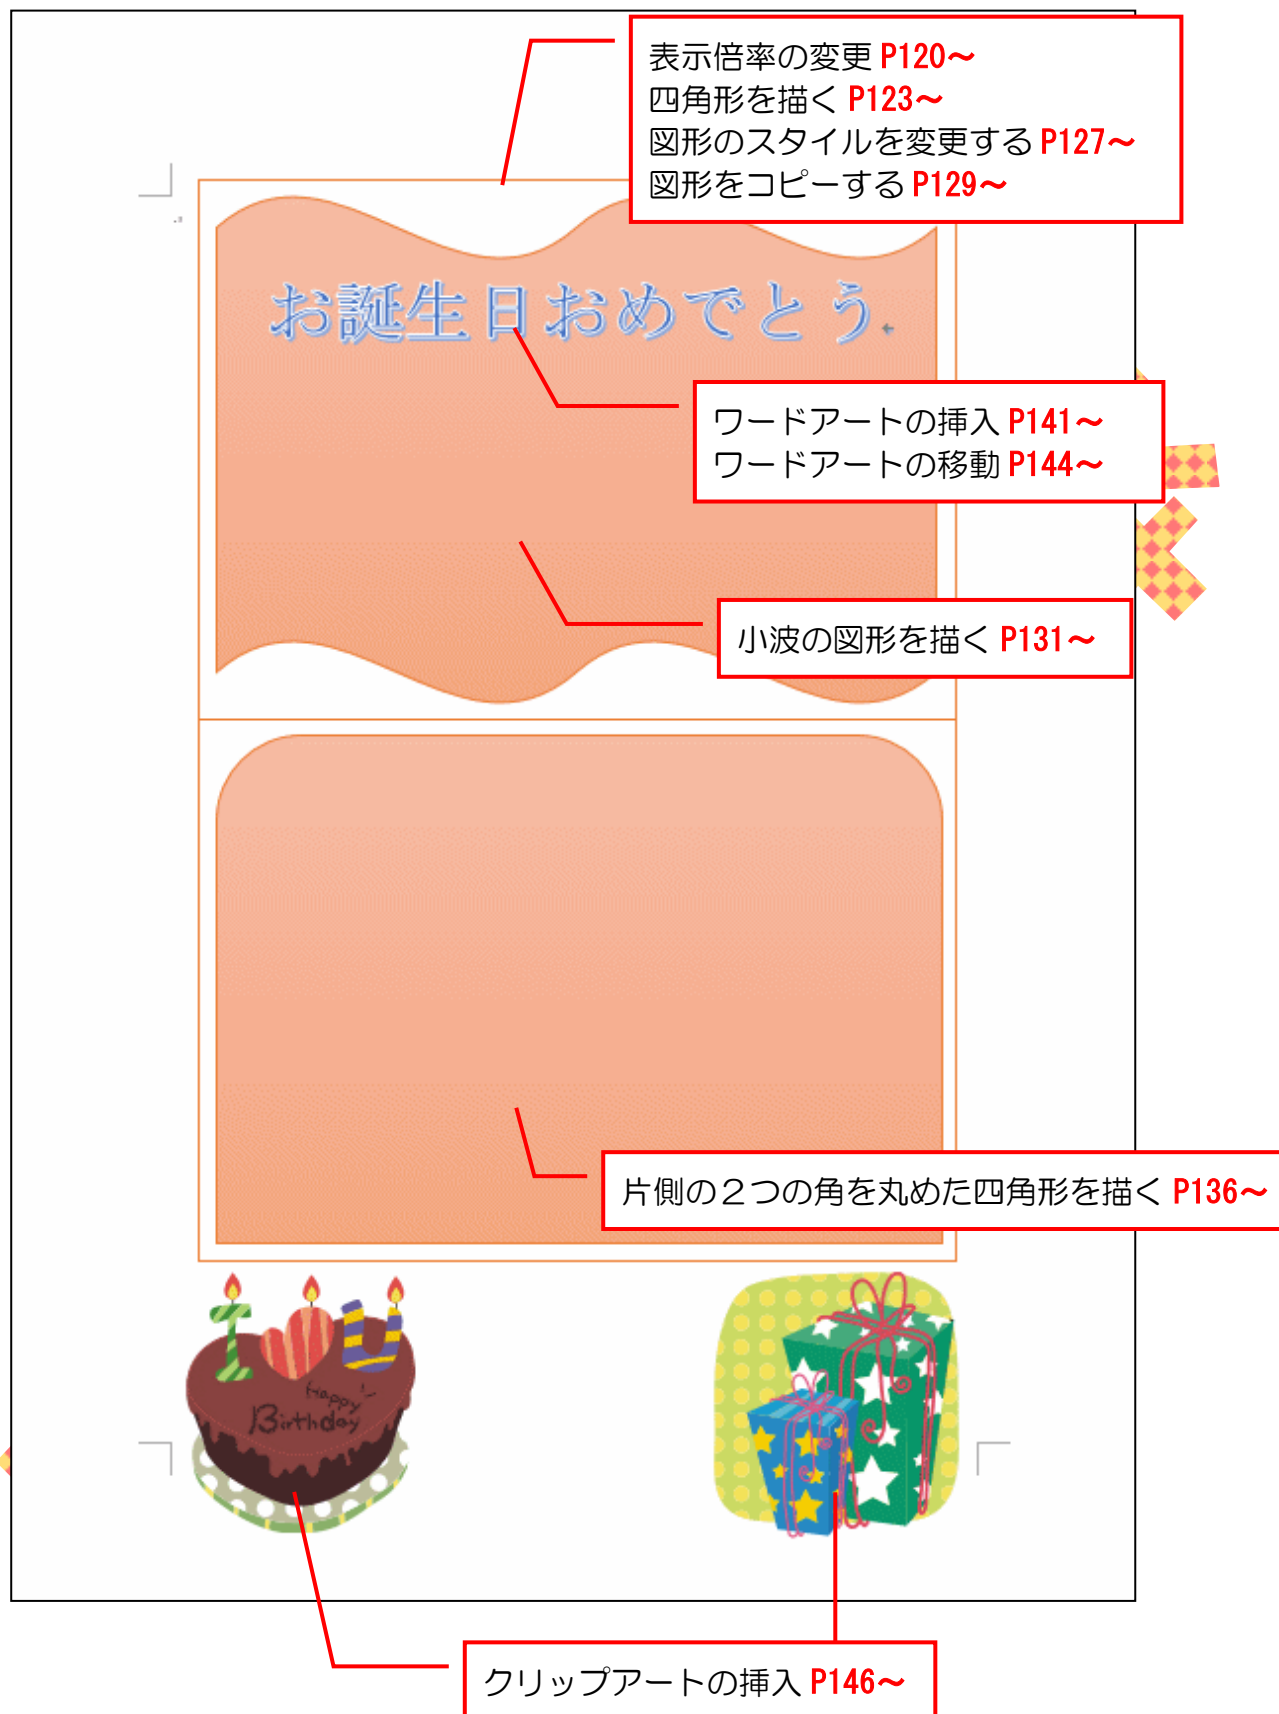 表示倍率の変更 P120～
四角形を描く P123～
図形のスタイルを変更する P127～
図形をコピーする P129～
お誕生日おめでとう
ワードアートの挿入 P141～
ワードアートの移動 P144～
小波の図形を描く P131～
片側の２つの角を丸めた四角形を描く P136～
Happy
Birthday
クリップアートの挿入 P146～